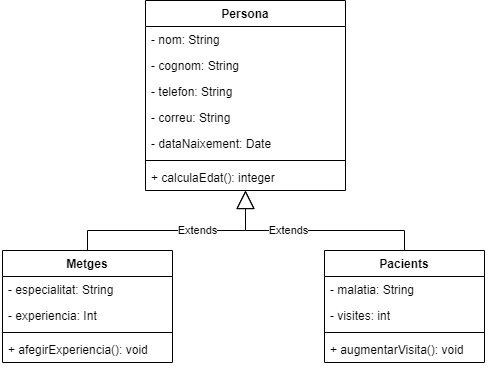 Persona
- nom: String
- cognom: String
- telefon: String
- correu: String
- dataNaixement: Date
+ calculaEdat(): integer
Extends
Extends
Metges
- especialitat: String
- experiencia: Int
+ afegirExperiencia(): void
Pacients
- malatia: String
- visites: int
+ augmentarVisita(): void